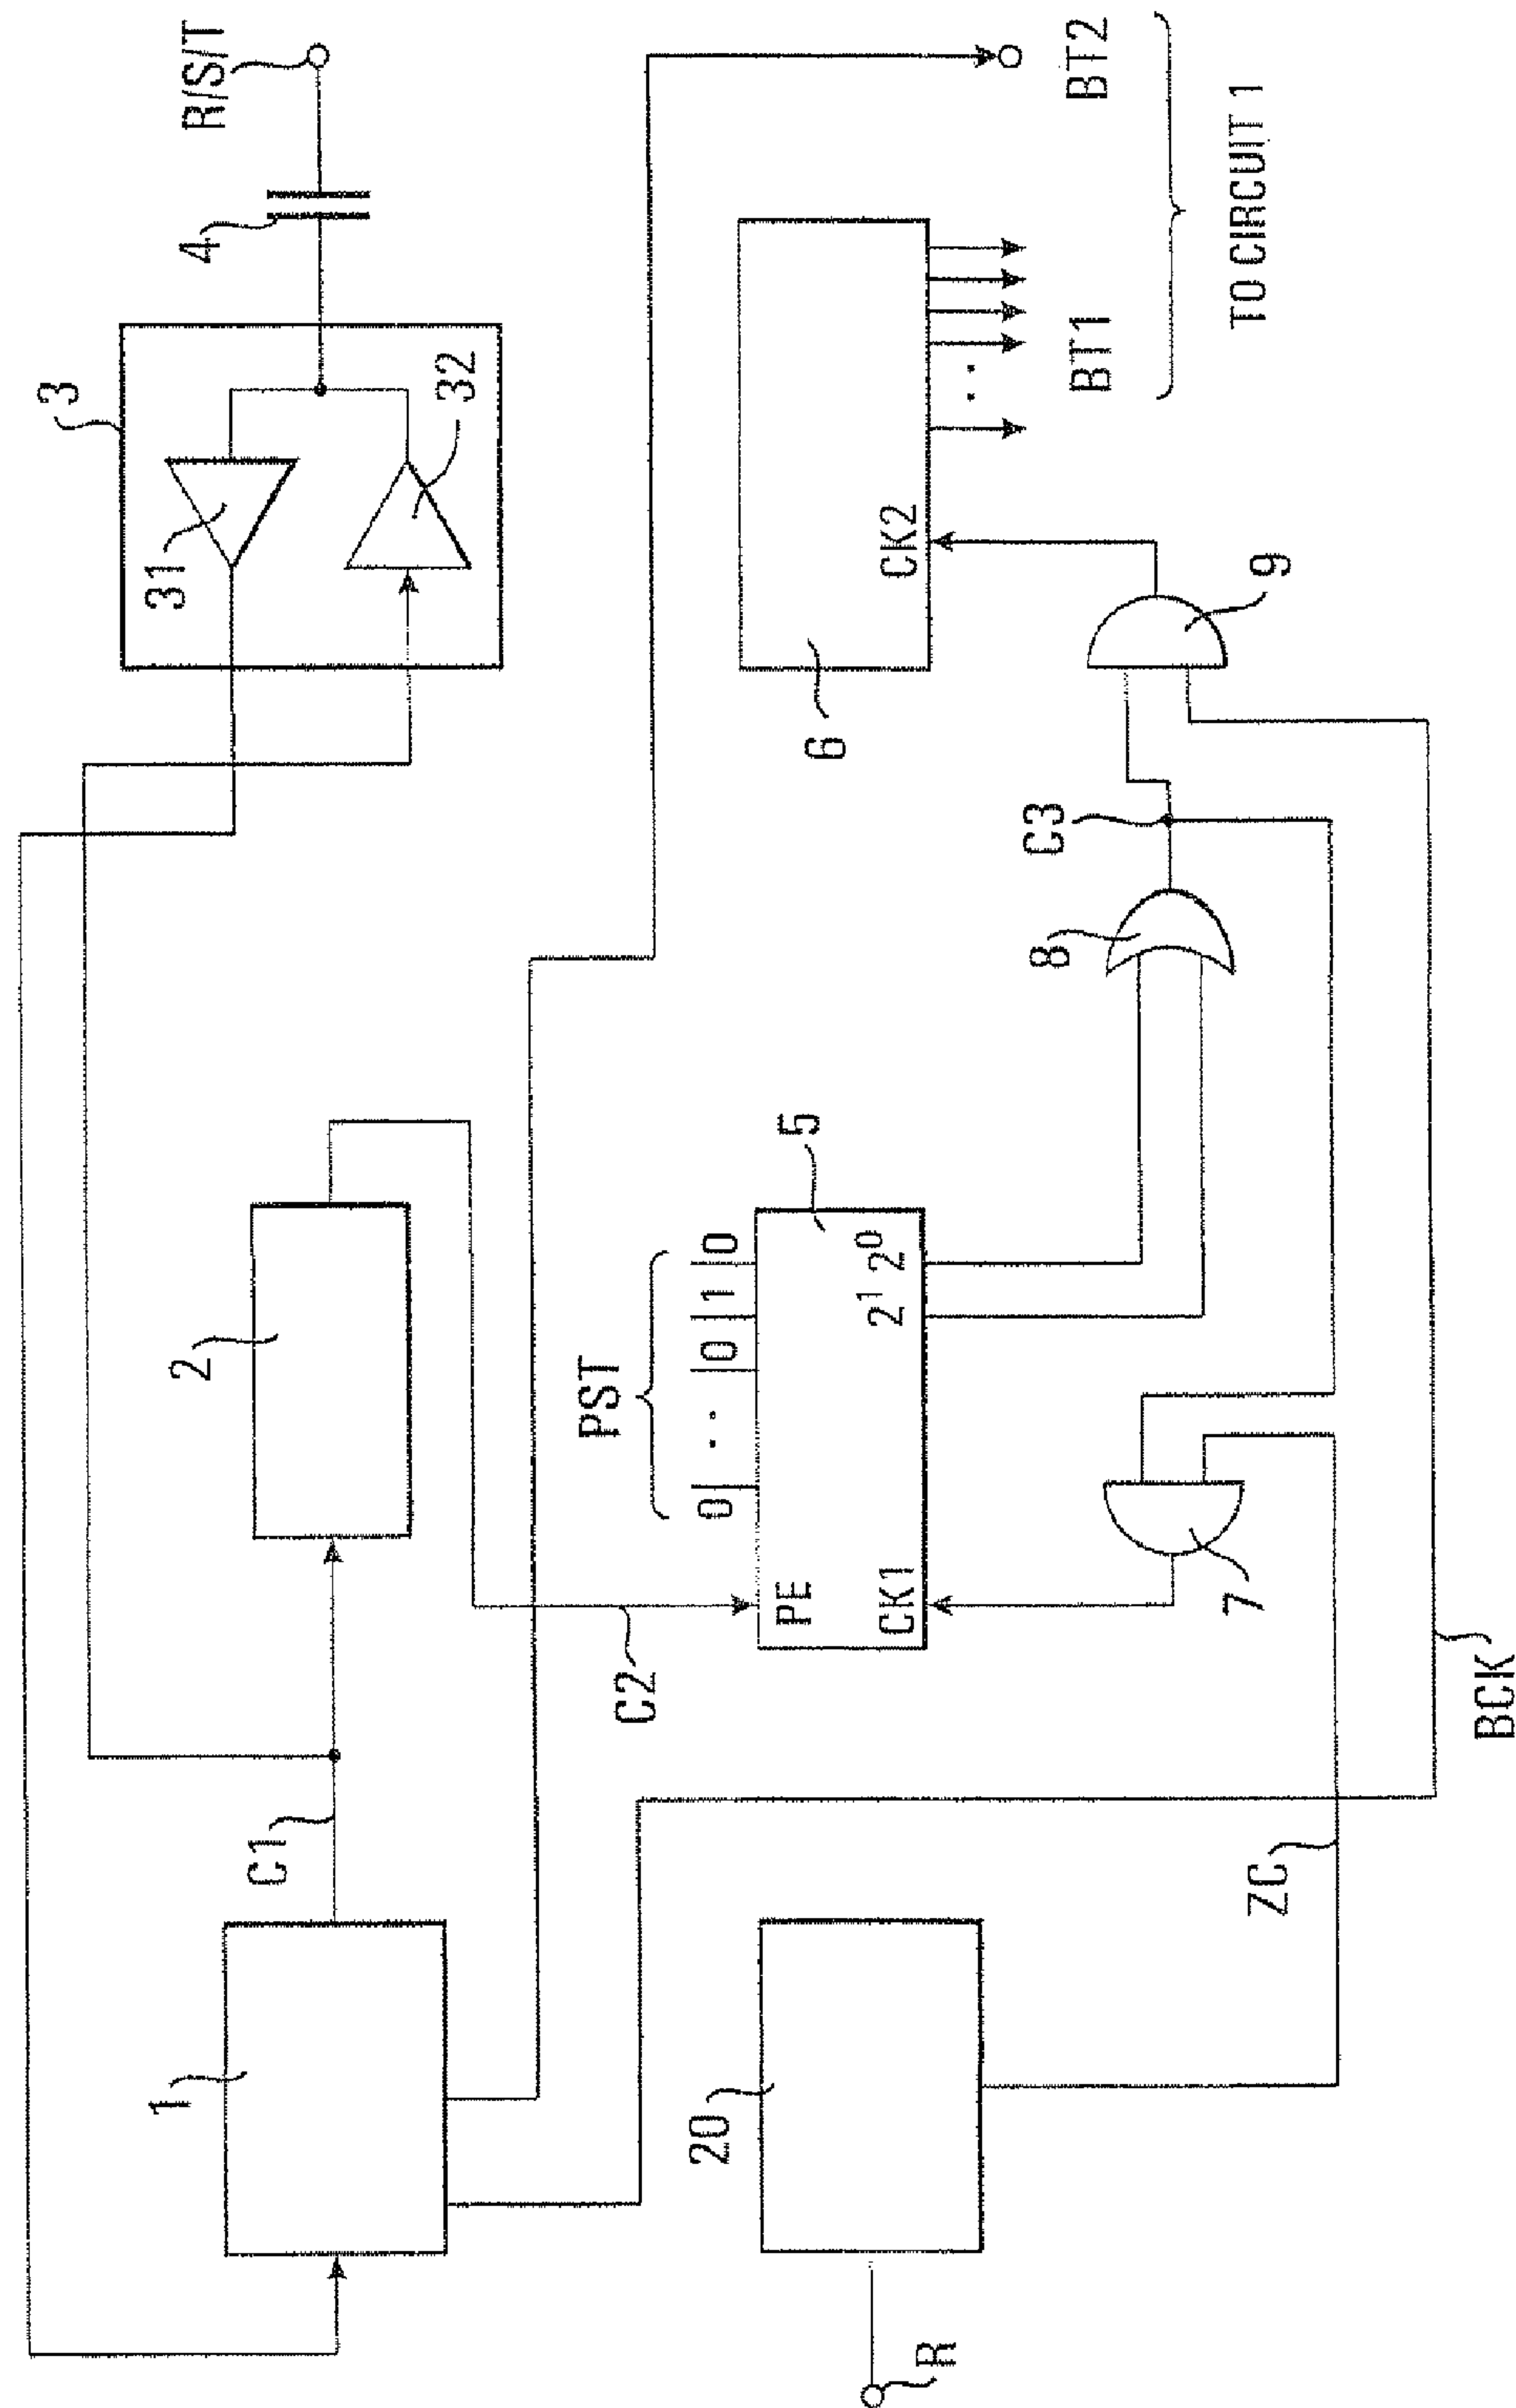 R/S/T
4
3
31
32
2
C1
1
BT2
TO CIRCUIT 1
BT1
6
CK2
9
C3
8
5
PST
0 . . 0 1 0
PE
2¹ 2⁰
CK1
C2
7
BCK
ZC
20
R